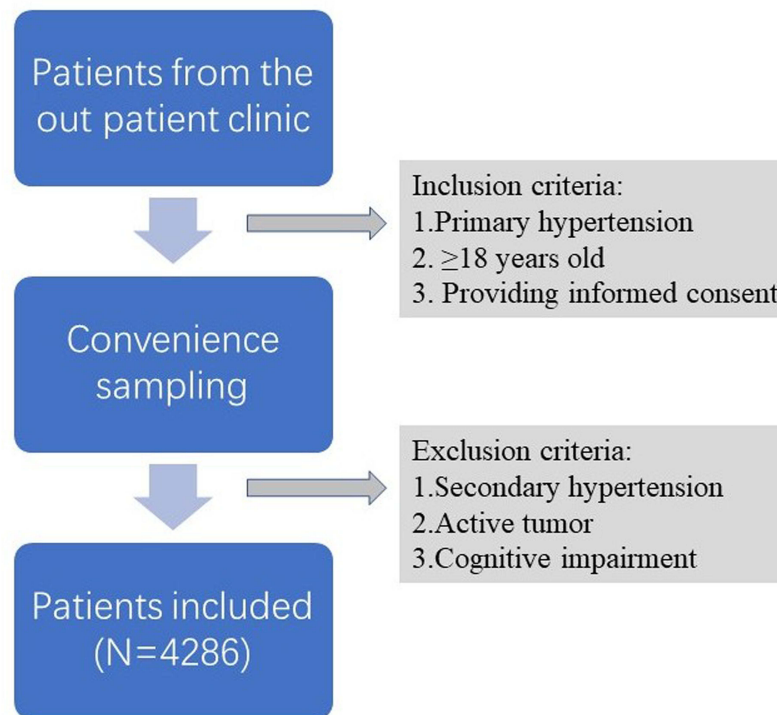 Patients from the
out patient clinic
Inclusion criteria:
1.Primary hypertension
2. ≥18 years old
3. Providing informed consent
Convenience
sampling
Exclusion criteria:
1.Secondary hypertension
2.Active tumor
3.Cognitive impairment
Patients included
(N=4286)